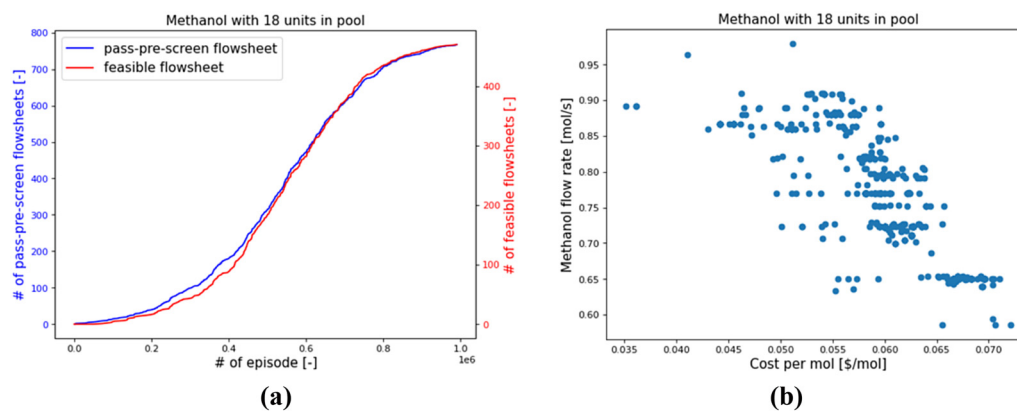 Methanol with 18 units in pool
800
700
600
500
400
300
200
100
0
# of pass-pre-screen flowsheets [-]
pass-pre-screen flowsheet
feasible flowsheet
400
300
200
100
0
# of feasible flowsheets [-]
0.0 0.2 0.4 0.6 0.8 1.0
1e6
# of episode [-]
(a)
Methanol with 18 units in pool
0.95
0.90
0.85
0.80
0.75
0.70
0.65
0.60
Methanol flow rate [mol/s]
0.035 0.040 0.045 0.050 0.055 0.060 0.065 0.070
Cost per mol [$/mol]
(b)